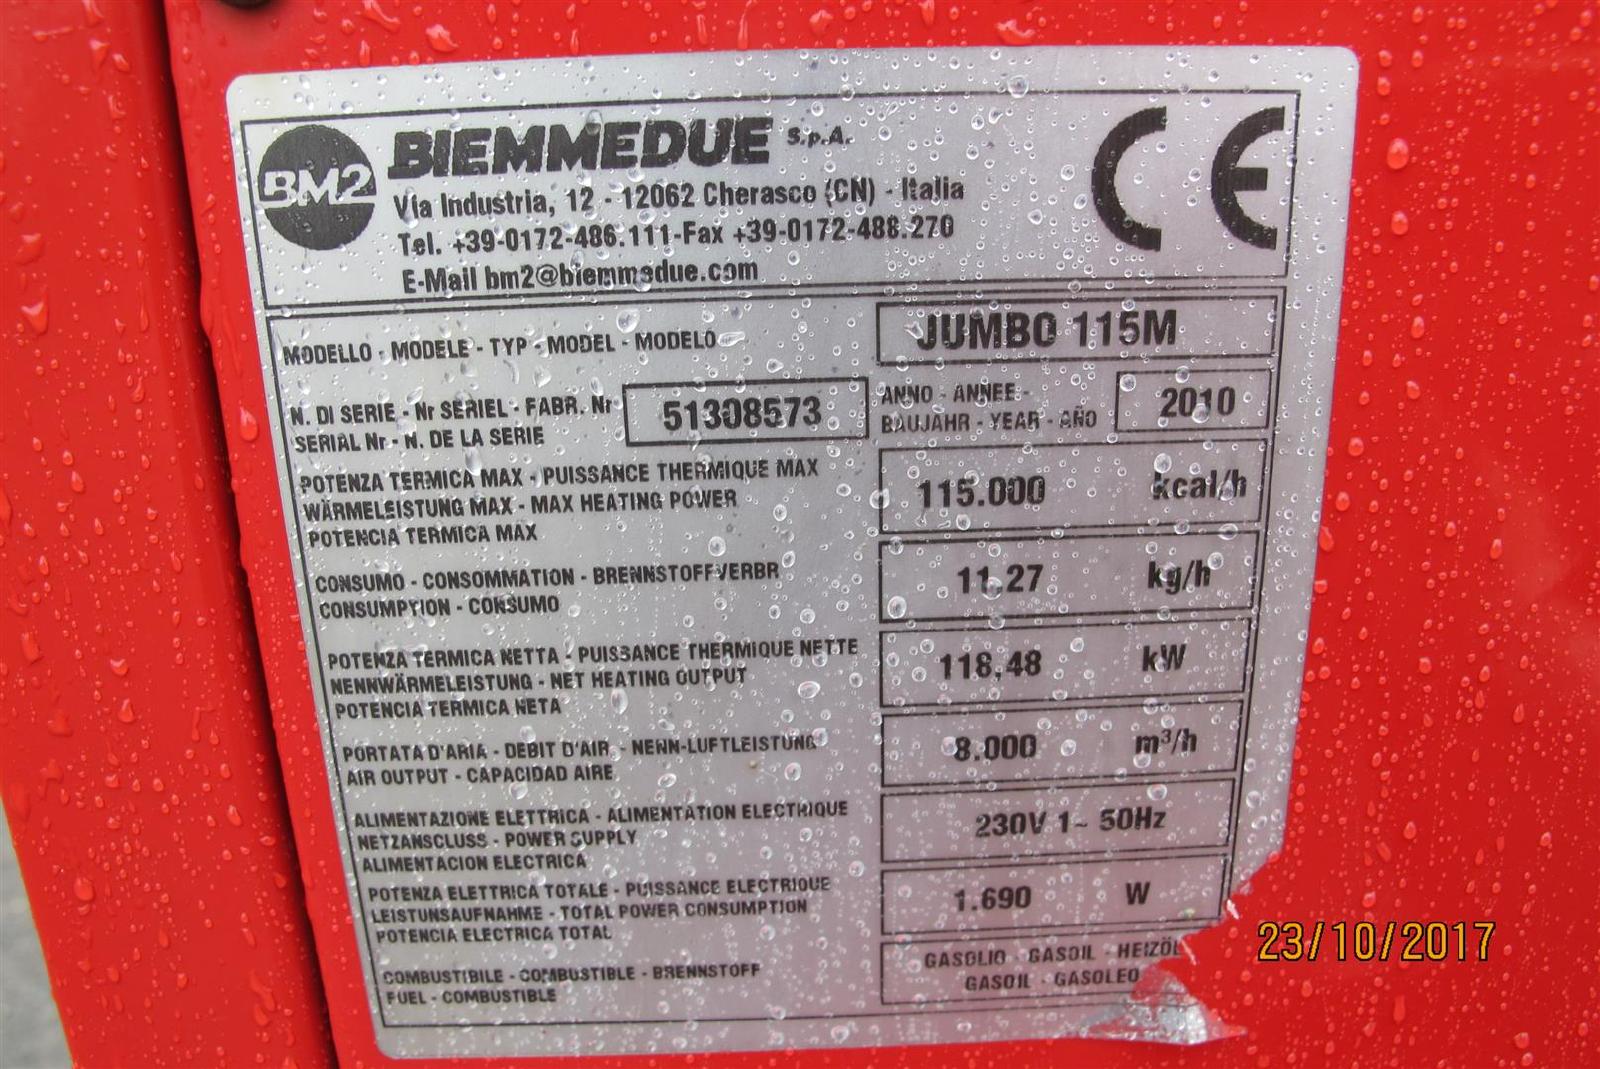 BM2
BIEMMEDUE S.p.A.
Via Industria, 12 - 12062 Cherasco (CN) - Italia
Tel. +39-0172-486.111-Fax +39-0172-488.270
E-Mail bm2@biemmedue.com
CE
MODELLO - MODELE - TYP - MODEL - MODELO
JUMBO 115M
N. DI SERIE - Nr SERIEL - FABR. Nr
SERIAL Nr - N. DE LA SERIE
51308573
ANNO - ANNEE -
BAUJAHR - YEAR - AÑO
2010
POTENZA TERMICA MAX - PUISSANCE THERMIQUE MAX
WÄRMELEISTUNG MAX - MAX HEATING POWER
POTENCIA TERMICA MAX
115.000 kcal/h
CONSUMO - CONSOMMATION - BRENNSTOFFVERBR
CONSUMPTION - CONSUMO
11,27 kg/h
POTENZA TERMICA NETTA - PUISSANCE THERMIQUE NETTE
NENNWÄRMELEISTUNG - NET HEATING OUTPUT
POTENCIA TERMICA NETA
118,48 kW
PORTATA D'ARIA - DEBIT D'AIR - NENN-LUFTLEISTUNG
AIR OUTPUT - CAPACIDAD AIRE
8.000 m³/h
ALIMENTAZIONE ELETTRICA - ALIMENTATION ELECTRIQUE
NETZANSCLUSS - POWER SUPPLY
ALIMENTACION ELECTRICA
230V 1~ 50Hz
POTENZA ELETTRICA TOTALE - PUISSANCE ELECTRIQUE
LEISTUNSAUFNAHME - TOTAL POWER CONSUMPTION
POTENCIA ELECTRICA TOTAL
1.690 W
COMBUSTIBILE - COMBUSTIBLE - BRENNSTOFF
FUEL - COMBUSTIBLE
GASOLIO - GASOIL - HEIZÖL
GASOIL - GASOLEO
23/10/2017